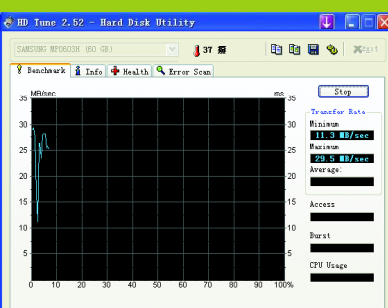 HD Tune 2.52 - Hard Disk Utility
SAMSUNG MP0603H (60 GB)
37 癈
Exit
Benchmark Info Health Error Scan
MB/sec ms
35 35
30 30
25 25
20 20
15 15
10 10
5 5
0 10 20 30 40 50 60 70 80 90 100%
Stop
Transfer Rate
Minimum
11.3 MB/sec
Maximum
29.5 MB/sec
Average:
Access
Burst
CPU Usage